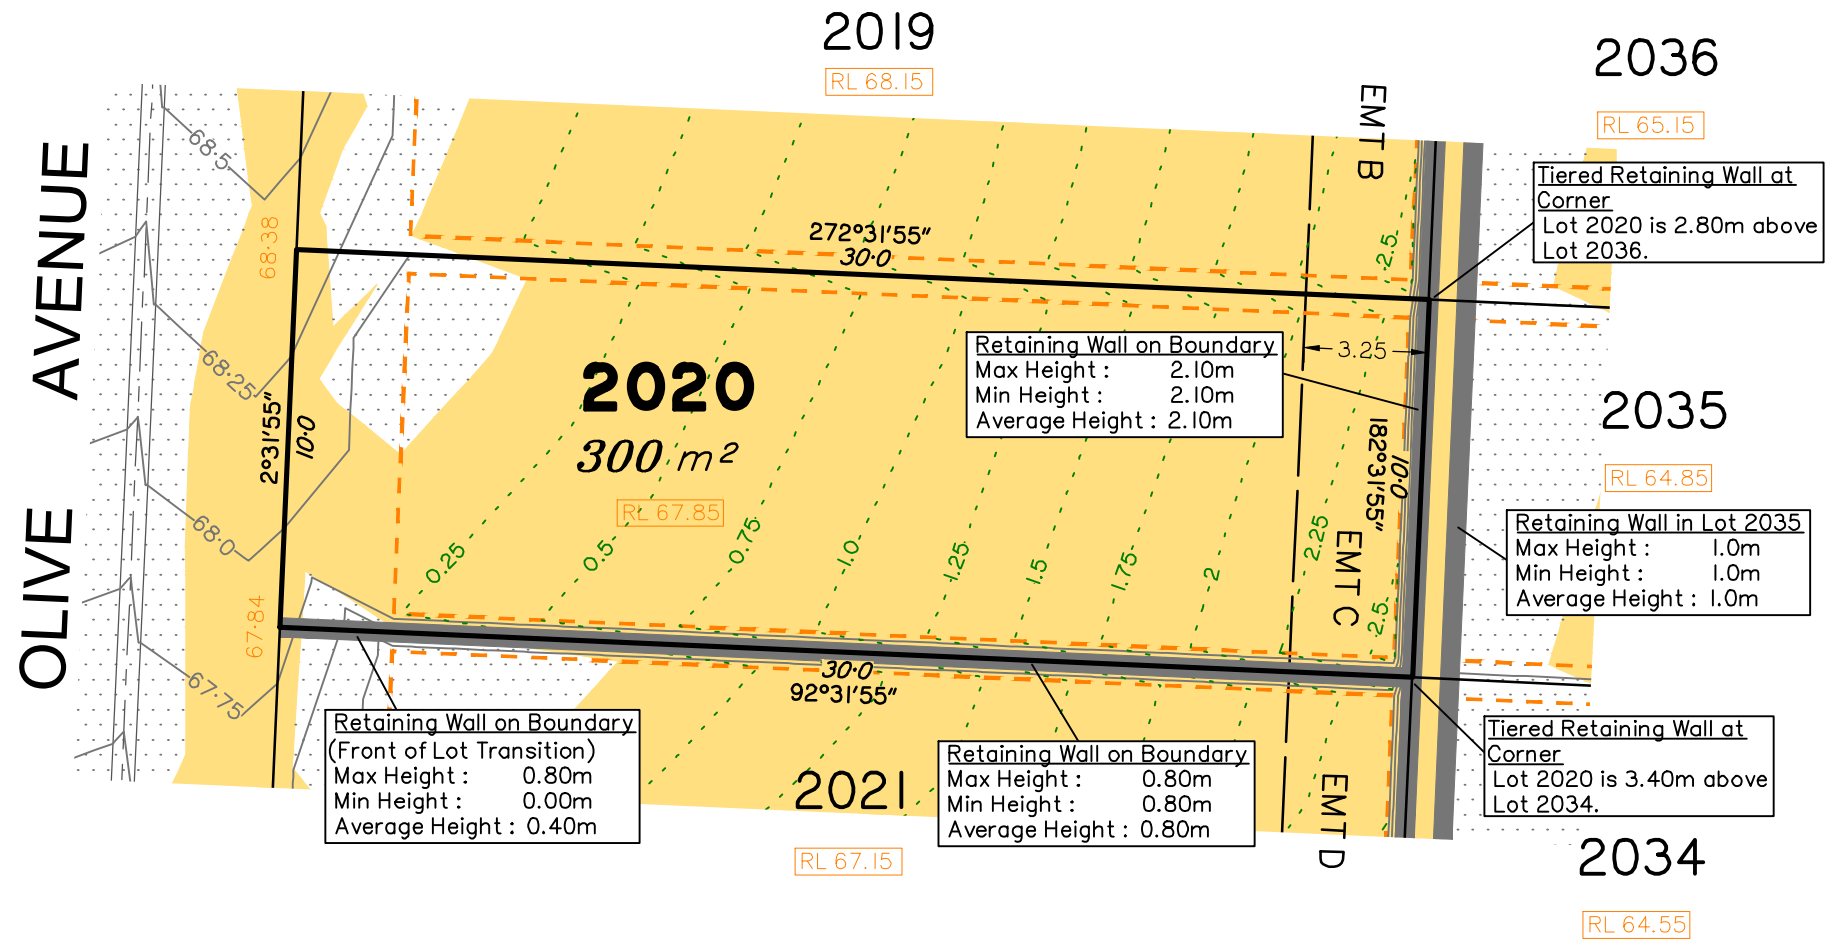 2019
RL 68.15
2036
RL 65.15
EMT B
68·5
AVENUE
Tiered Retaining Wall at
Corner
Lot 2020 is 2.80m above
Lot 2036.
68·38
272°31'55"
30·0
2.5
Retaining Wall on Boundary
Max Height : 2.10m
Min Height : 2.10m
Average Height : 2.10m
3.25
68·25
2020
300 m²
RL 67.85
2°31'55"
10·0
182°31'55"
10·0
2035
RL 64.85
Retaining Wall in Lot 2035
Max Height : 1.0m
Min Height : 1.0m
Average Height : 1.0m
68·0
0.25
0.5
0.75
1.0
1.25
1.5
1.75
2
2.25
2.5
EMT C
OLIVE
67·84
67·75
30·0
92°31'55"
Retaining Wall on Boundary
(Front of Lot Transition)
Max Height : 0.80m
Min Height : 0.00m
Average Height : 0.40m
2021
RL 67.15
Retaining Wall on Boundary
Max Height : 0.80m
Min Height : 0.80m
Average Height : 0.80m
EMT D
Tiered Retaining Wall at
Corner
Lot 2020 is 3.40m above
Lot 2034.
2034
RL 64.55